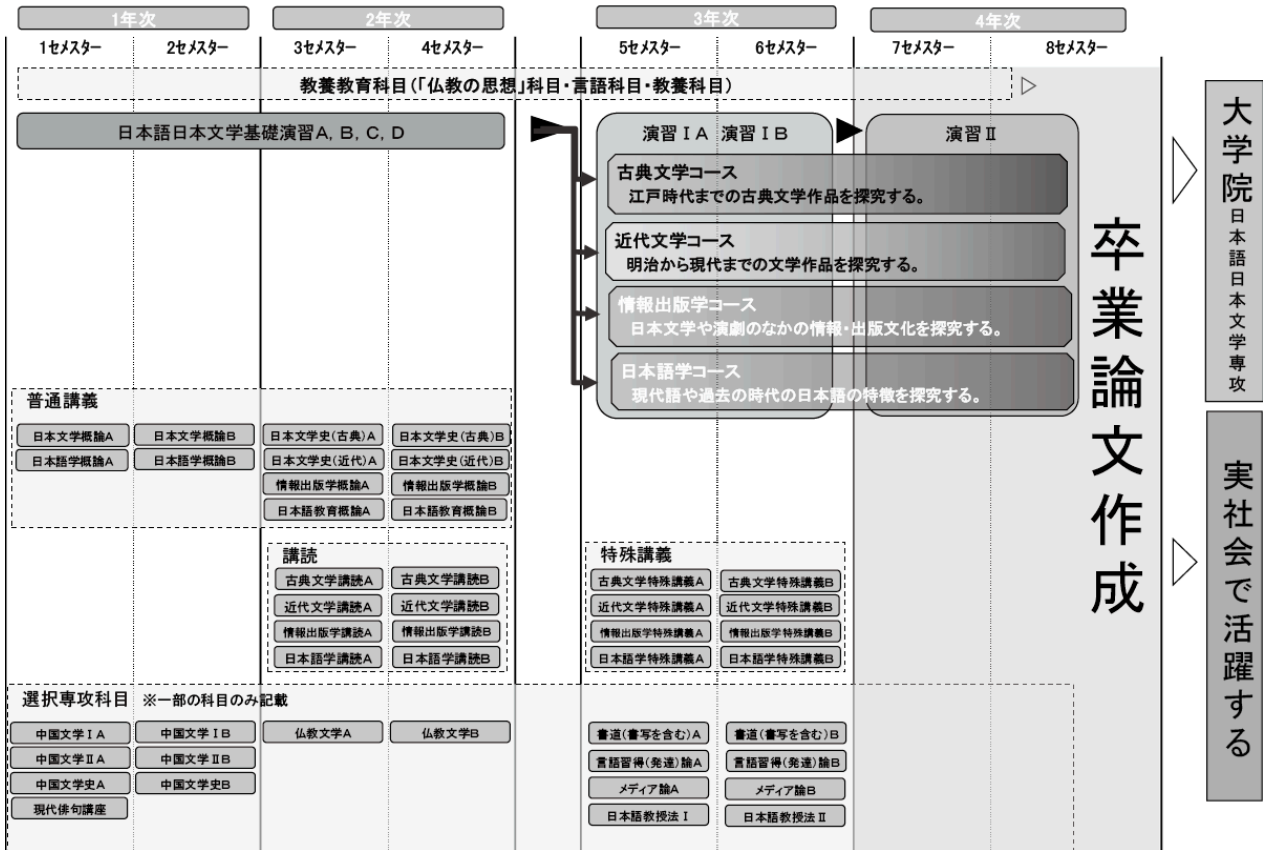 1年次
2年次
3年次
4年次
1セメスター
2セメスター
3セメスター
4セメスター
5セメスター
6セメスター
7セメスター
8セメスター
教養教育科目(「仏教の思想」科目・言語科目・教養科目)
日本語日本文学基礎演習A, B, C, D
演習ⅠA 演習ⅠB
演習Ⅱ
古典文学コース
江戸時代までの古典文学作品を探究する。
近代文学コース
明治から現代までの文学作品を探究する。
情報出版学コース
日本文学や演劇のなかの情報・出版文化を探究する。
日本語学コース
現代語や過去の時代の日本語の特徴を探究する。
卒業論文作成
大学院日本語日本文学専攻
実社会で活躍する
普通講義
日本文学概論A
日本文学概論B
日本文学史(古典)A
日本文学史(古典)B
日本語学概論A
日本語学概論B
日本文学史(近代)A
日本文学史(近代)B
情報出版学概論A
情報出版学概論B
日本語教育概論A
日本語教育概論B
講読
古典文学講読A
古典文学講読B
近代文学講読A
近代文学講読B
情報出版学講読A
情報出版学講読B
日本語学講読A
日本語学講読B
特殊講義
古典文学特殊講義A
古典文学特殊講義B
近代文学特殊講義A
近代文学特殊講義B
情報出版学特殊講義A
情報出版学特殊講義B
日本語学特殊講義A
日本語学特殊講義B
選択専攻科目 ※一部の科目のみ記載
中国文学ⅠA
中国文学ⅠB
仏教文学A
仏教文学B
書道(書写を含む)A
書道(書写を含む)B
中国文学ⅡA
中国文学ⅡB
言語習得(発達)論A
言語習得(発達)論B
中国文学史A
中国文学史B
メディア論A
メディア論B
現代俳句講座
日本語教授法Ⅰ
日本語教授法Ⅱ